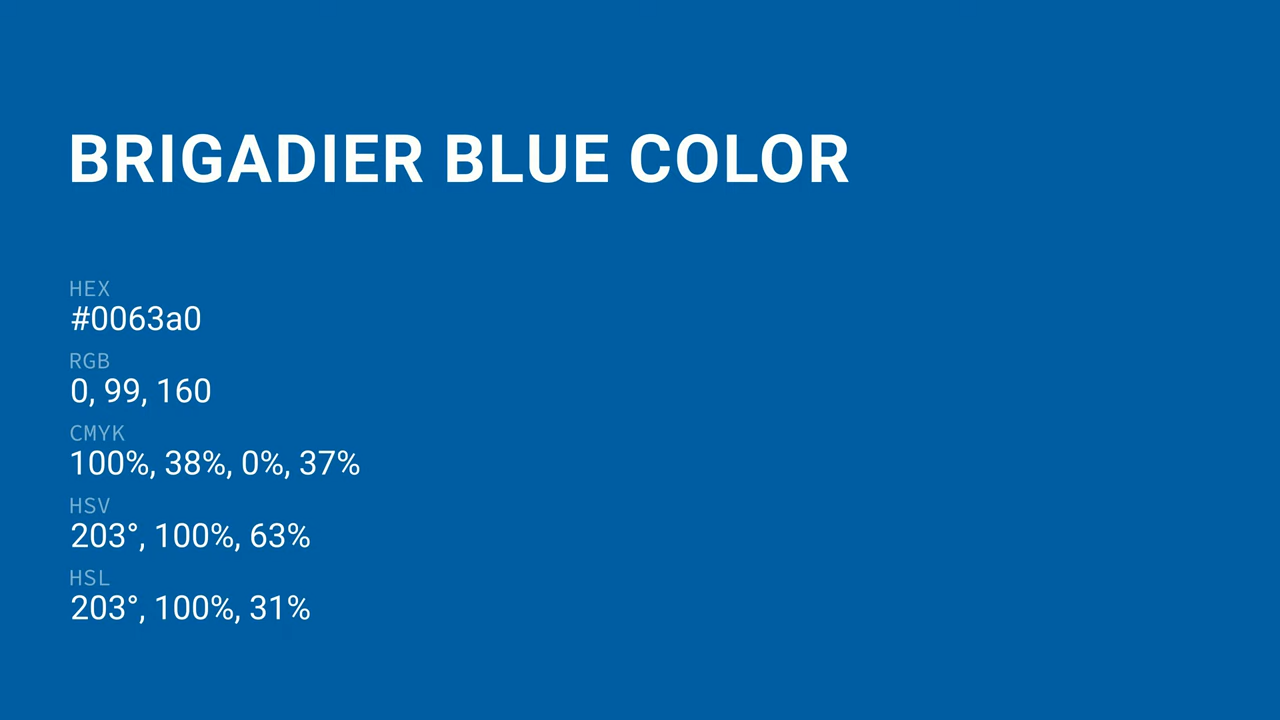 BRIGADIER BLUE COLOR
HEX
#0063a0
RGB
0, 99, 160
CMYK
100%, 38%, 0%, 37%
HSV
203°, 100%, 63%
HSL
203°, 100%, 31%